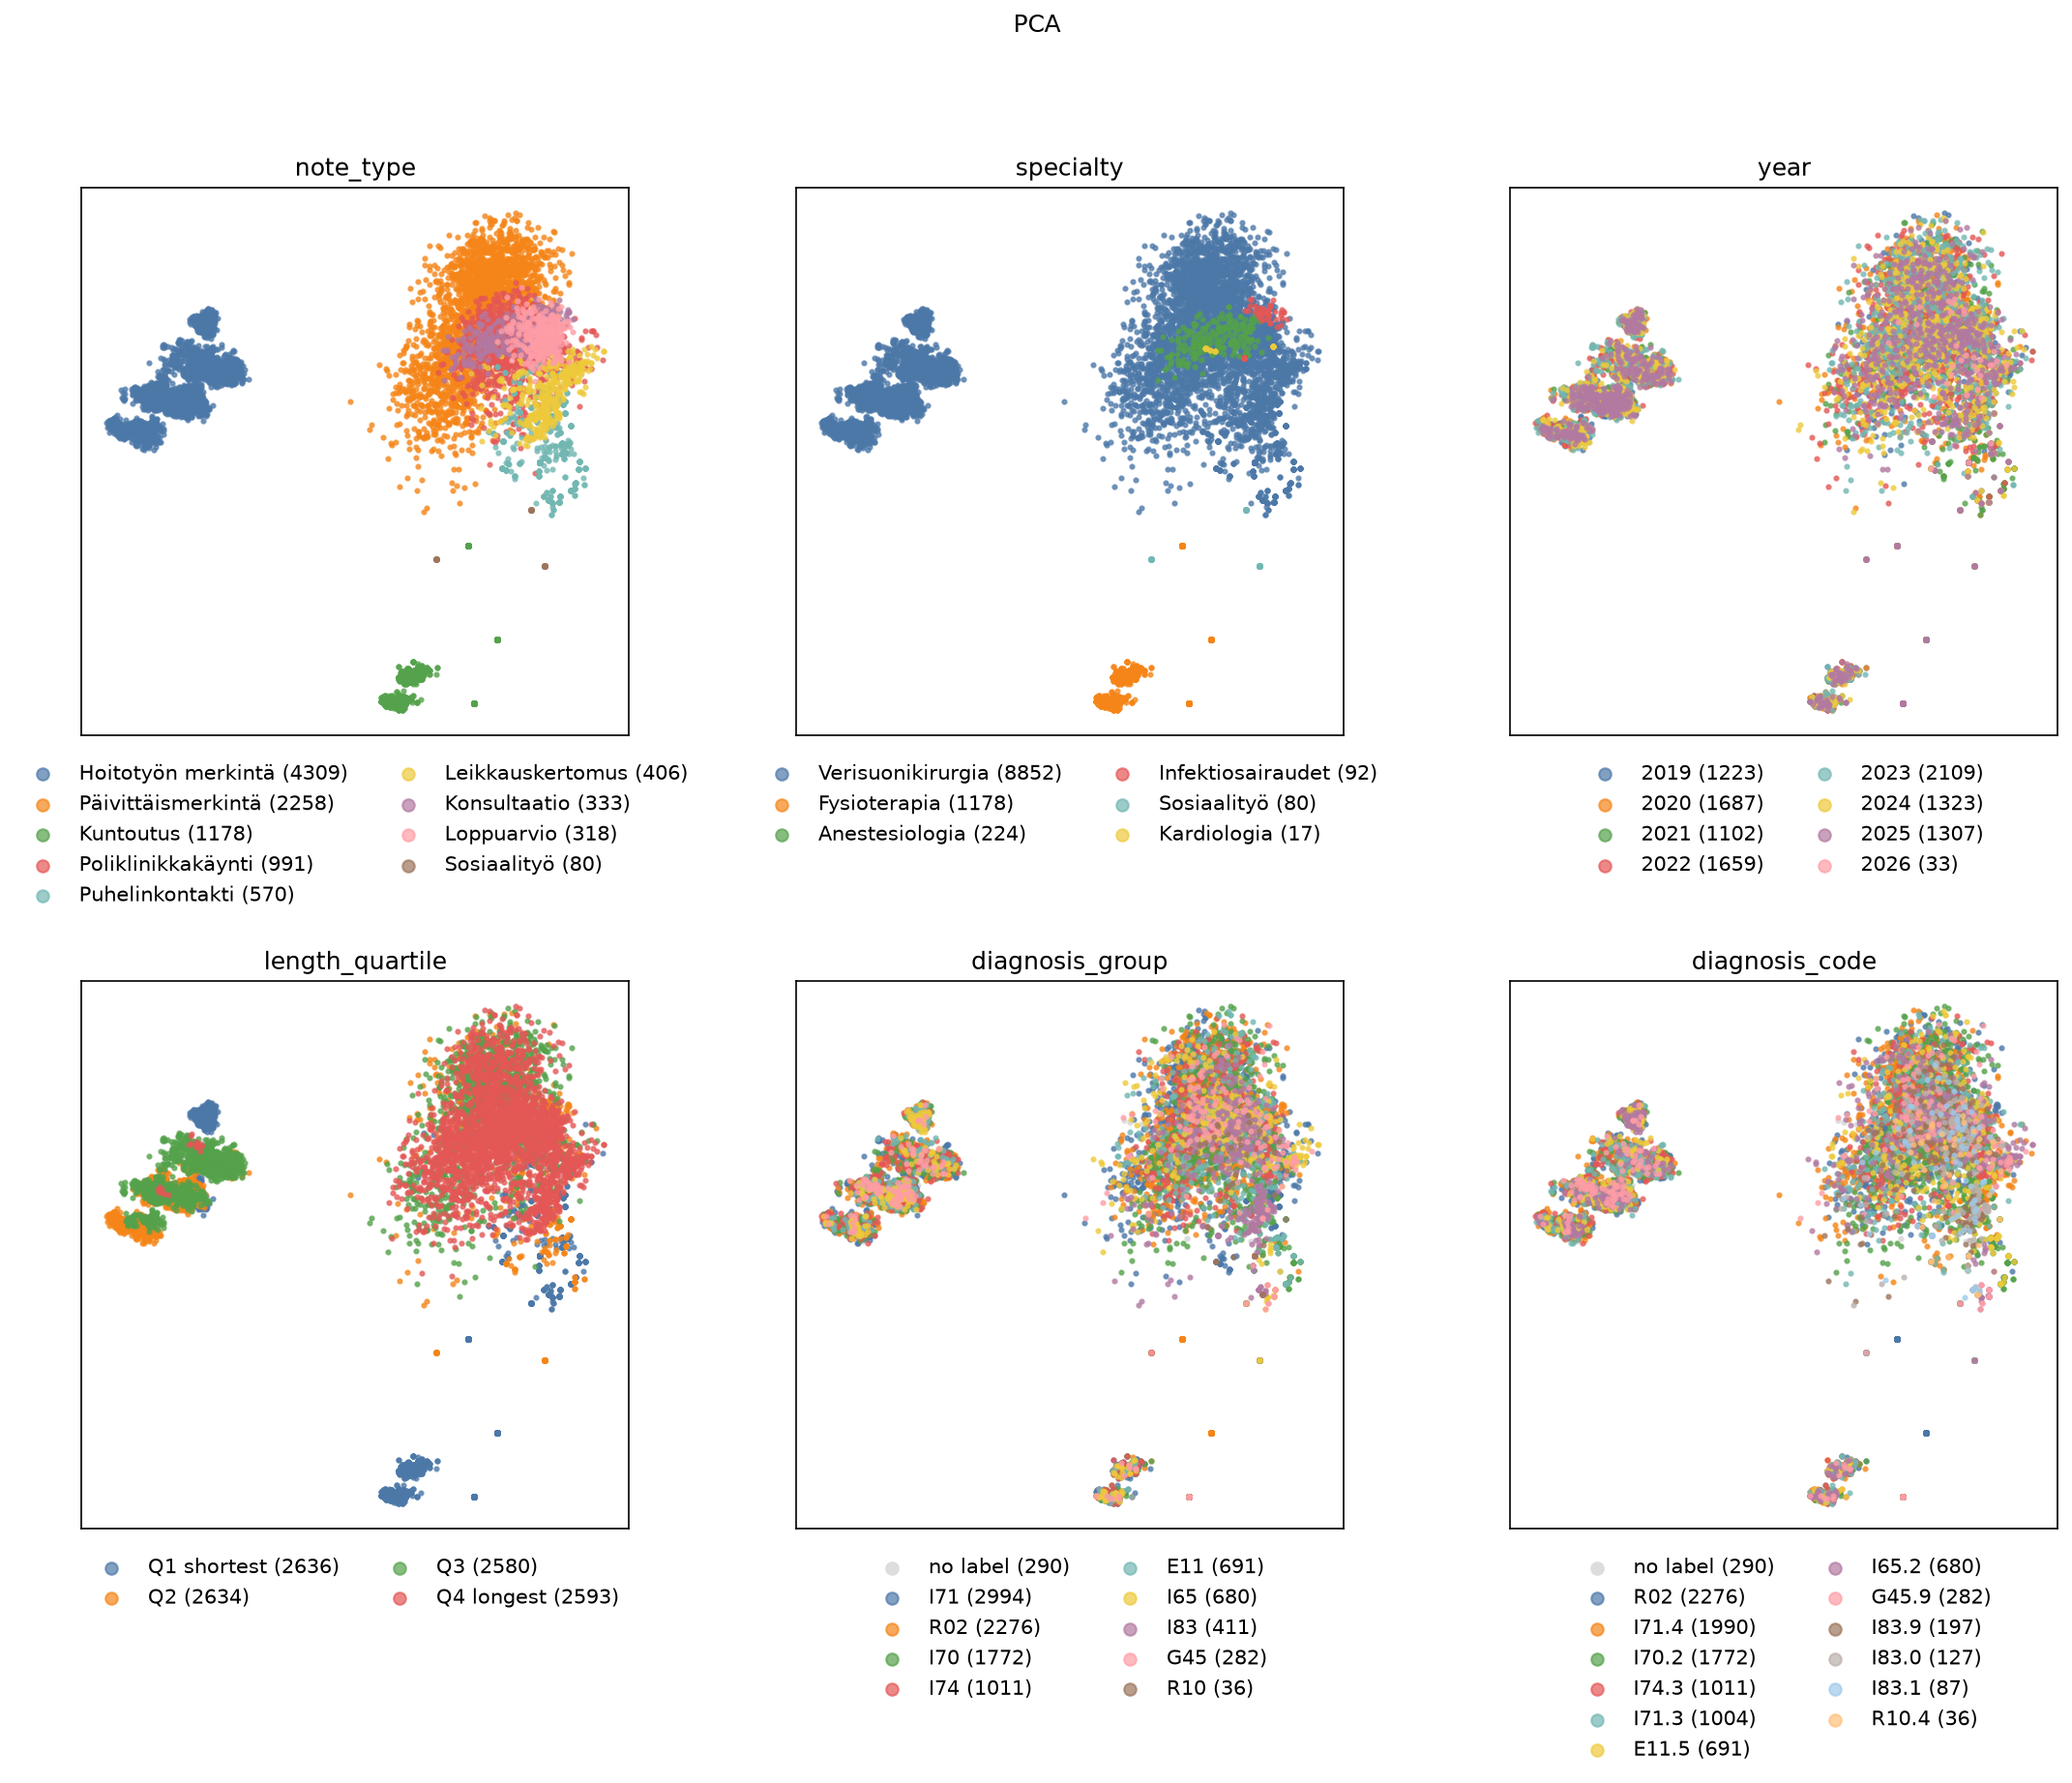 PCA
note_type
Hoitotyön merkintä (4309)
Päivittäismerkintä (2258)
Kuntoutus (1178)
Poliklinikkakäynti (991)
Puhelinkontakti (570)
Leikkauskertomus (406)
Konsultaatio (333)
Loppuarvio (318)
Sosiaalityö (80)
specialty
Verisuonikirurgia (8852)
Fysioterapia (1178)
Anestesiologia (224)
Infektiosairaudet (92)
Sosiaalityö (80)
Kardiologia (17)
year
2019 (1223)
2020 (1687)
2021 (1102)
2022 (1659)
2023 (2109)
2024 (1323)
2025 (1307)
2026 (33)
length_quartile
Q1 shortest (2636)
Q2 (2634)
Q3 (2580)
Q4 longest (2593)
diagnosis_group
no label (290)
I71 (2994)
R02 (2276)
I70 (1772)
I74 (1011)
E11 (691)
I65 (680)
I83 (411)
G45 (282)
R10 (36)
diagnosis_code
no label (290)
R02 (2276)
I71.4 (1990)
I70.2 (1772)
I74.3 (1011)
I71.3 (1004)
E11.5 (691)
I65.2 (680)
G45.9 (282)
I83.9 (197)
I83.0 (127)
I83.1 (87)
R10.4 (36)